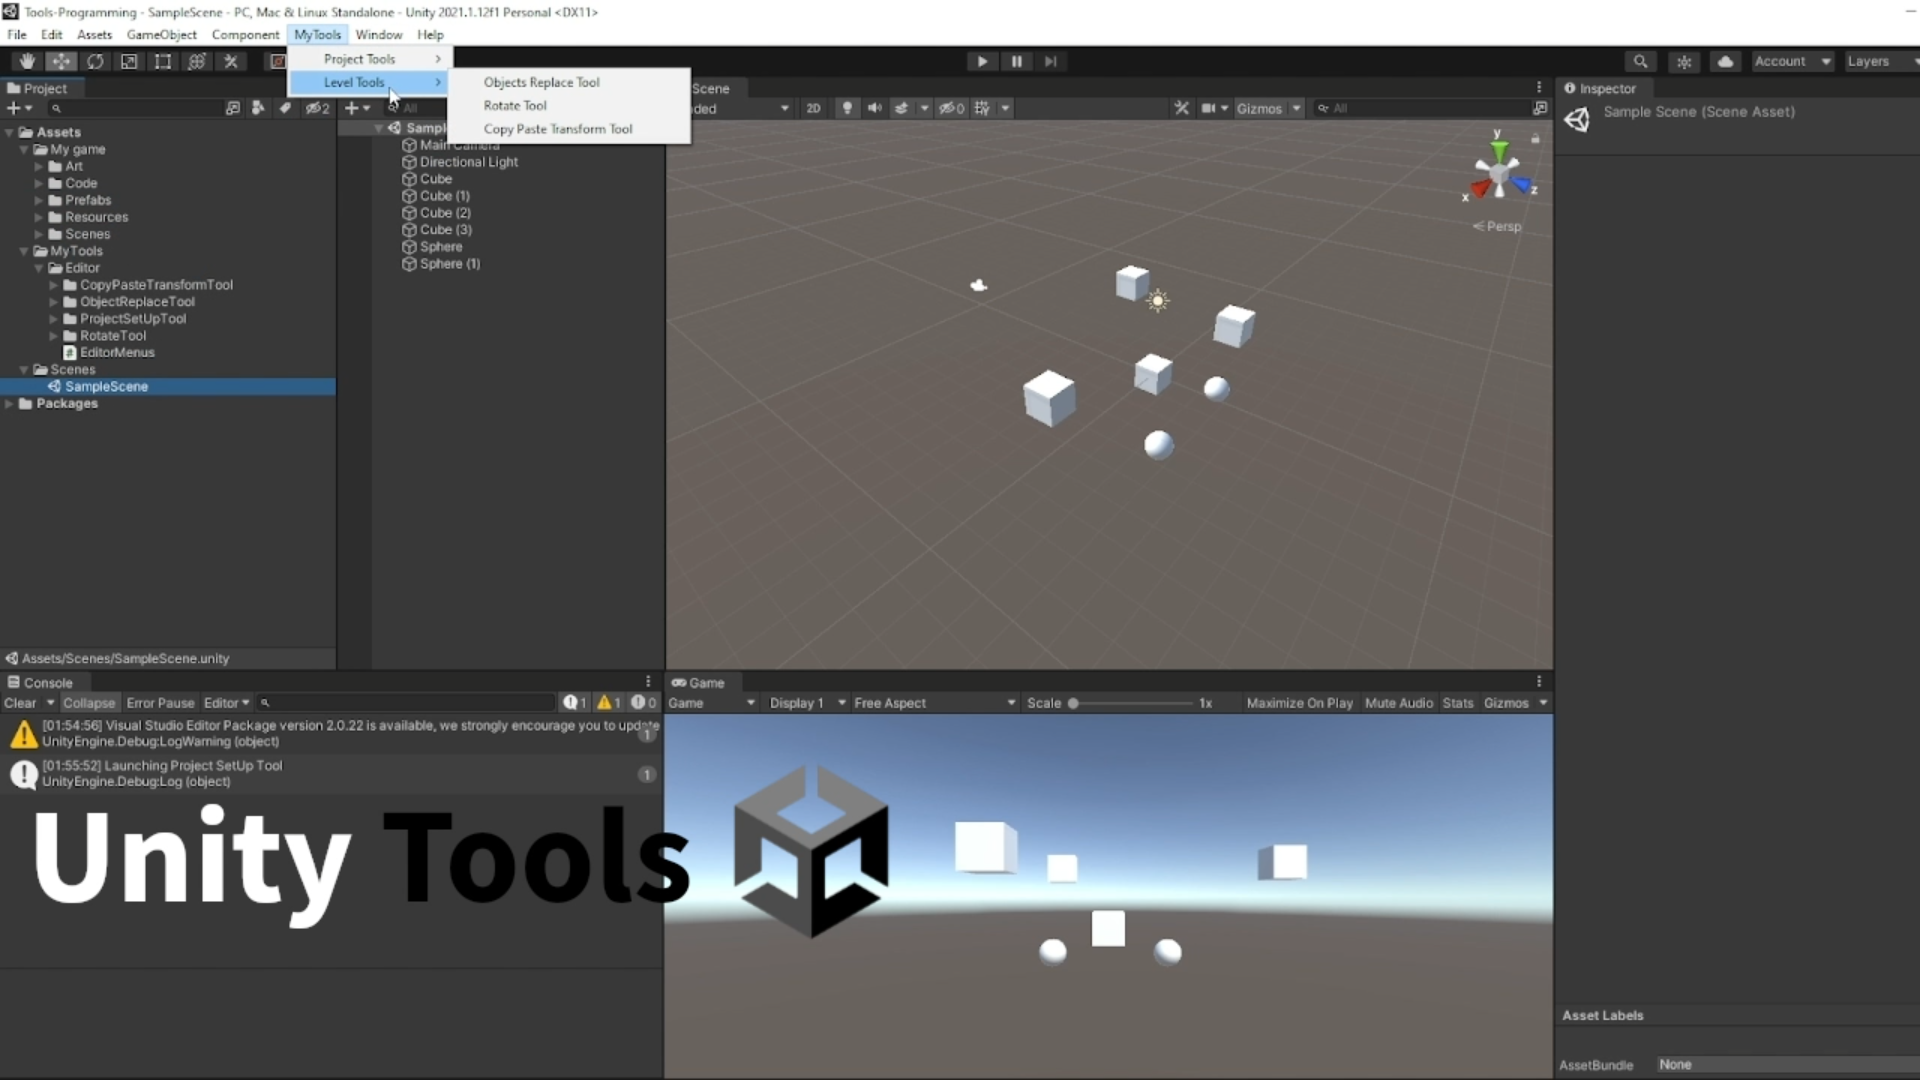 Tools-Programming - SampleScene - PC, Mac & Linux Standalone - Unity 2021.1.12f1 Personal <DX11>
File Edit Assets GameObject Component MyTools Window Help
Project Tools
Level Tools
Objects Replace Tool
Rotate Tool
Copy Paste Transform Tool
Account
Layers
Project
2
All
Assets
My game
Art
Code
Prefabs
Resources
Scenes
MyTools
Editor
CopyPasteTransformTool
ObjectReplaceTool
ProjectSetUpTool
RotateTool
EditorMenus
Scenes
SampleScene
Packages
Assets/Scenes/SampleScene.unity
Sampl
Main Camera
Directional Light
Cube
Cube (1)
Cube (2)
Cube (3)
Sphere
Sphere (1)
Scene
ded 2D 0 Gizmos All
y
x
z
Persp
Inspector
Sample Scene (Scene Asset)
Console
Clear Collapse Error Pause Editor 1 1 0
[01:54:56] Visual Studio Editor Package version 2.0.22 is available, we strongly encourage you to update
UnityEngine.Debug:LogWarning (object)
1
[01:55:52] Launching Project SetUp Tool
UnityEngine.Debug:Log (object)
1
Game
Game Display 1 Free Aspect Scale 1x Maximize On Play Mute Audio Stats Gizmos
Unity Tools
Asset Labels
AssetBundle None